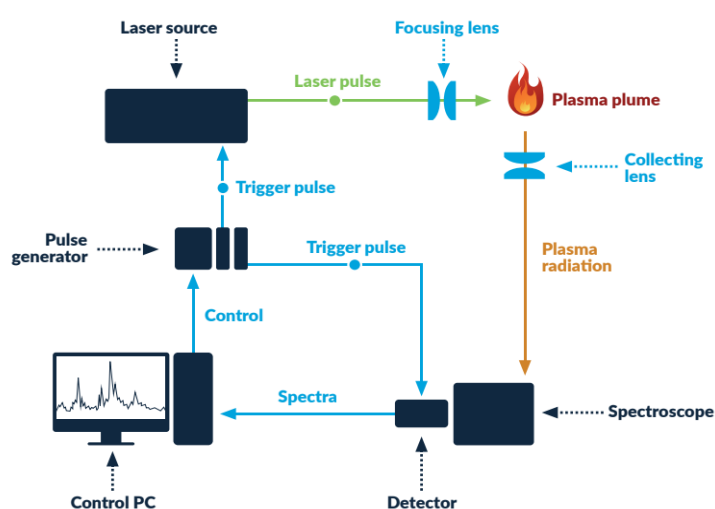 Laser source
Focusing lens
Laser pulse
Plasma plume
Collecting
lens
Trigger pulse
Pulse
generator
Trigger pulse
Plasma
radiation
Control
Spectra
Spectroscope
Control PC
Detector